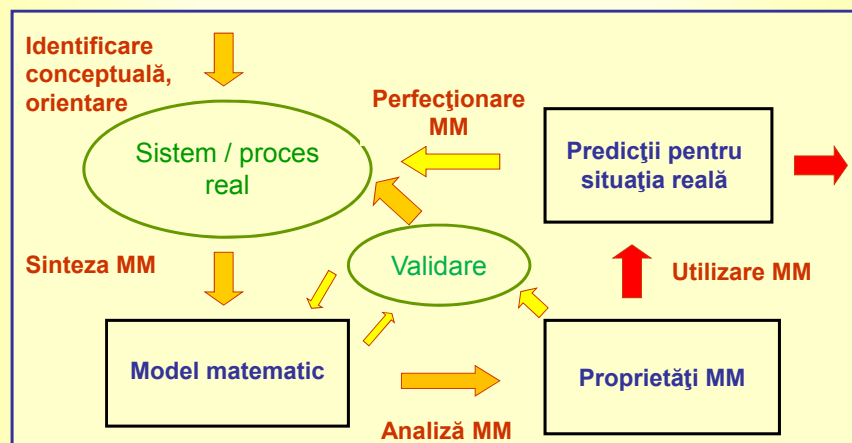 Identificare
conceptuală,
orientare
Perfecţionare
MM
Sistem / proces
real
Predicţii pentru
situaţia reală
Sinteza MM
Validare
Utilizare MM
Model matematic
Proprietăţi MM
Analiză MM